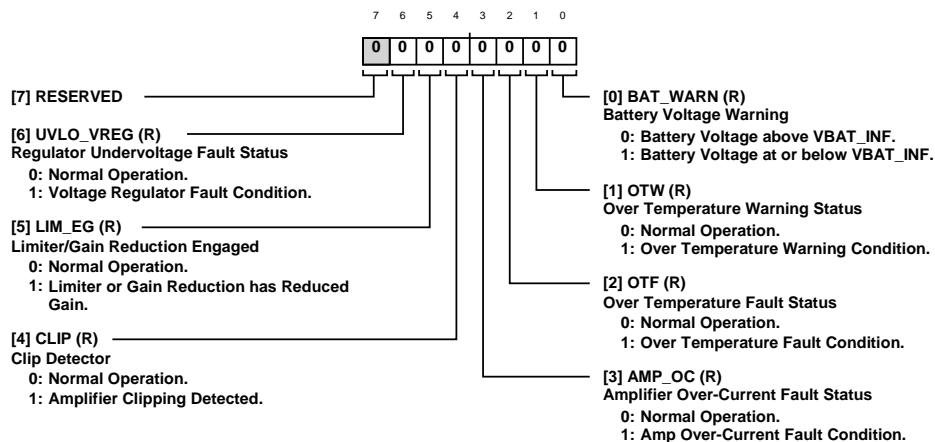 7 6 5 4 3 2 1 0
0 0 0 0 0 0 0 0
[7] RESERVED
[6] UVLO_VREG (R)
Regulator Undervoltage Fault Status
0: Normal Operation.
1: Voltage Regulator Fault Condition.
[5] LIM_EG (R)
Limiter/Gain Reduction Engaged
0: Normal Operation.
1: Limiter or Gain Reduction has Reduced
Gain.
[4] CLIP (R)
Clip Detector
0: Normal Operation.
1: Amplifier Clipping Detected.
[0] BAT_WARN (R)
Battery Voltage Warning
0: Battery Voltage above VBAT_INF.
1: Battery Voltage at or below VBAT_INF.
[1] OTW (R)
Over Temperature Warning Status
0: Normal Operation.
1: Over Temperature Warning Condition.
[2] OTF (R)
Over Temperature Fault Status
0: Normal Operation.
1: Over Temperature Fault Condition.
[3] AMP_OC (R)
Amplifier Over-Current Fault Status
0: Normal Operation.
1: Amp Over-Current Fault Condition.